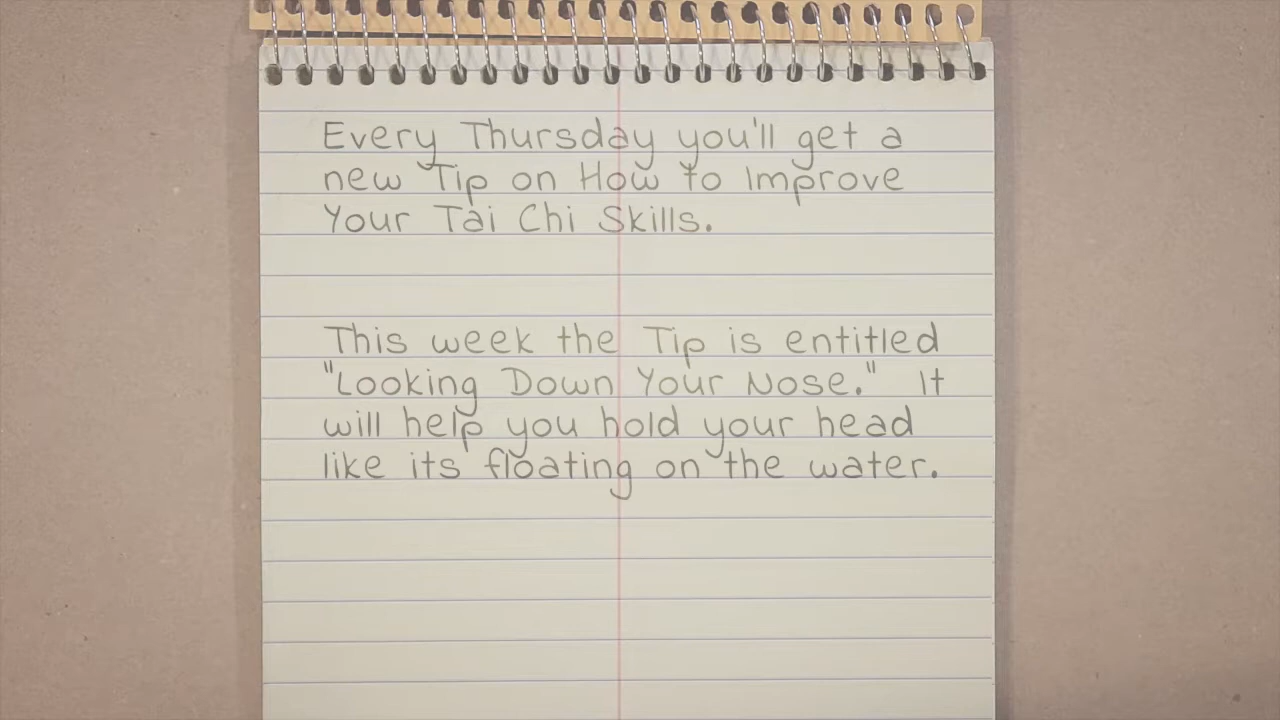 Every Thursday you'll get a
new Tip on How to Improve
Your Tai Chi Skills.
This week the Tip is entitled
"Looking Down Your Nose." It
will help you hold your head
like its floating on the water.